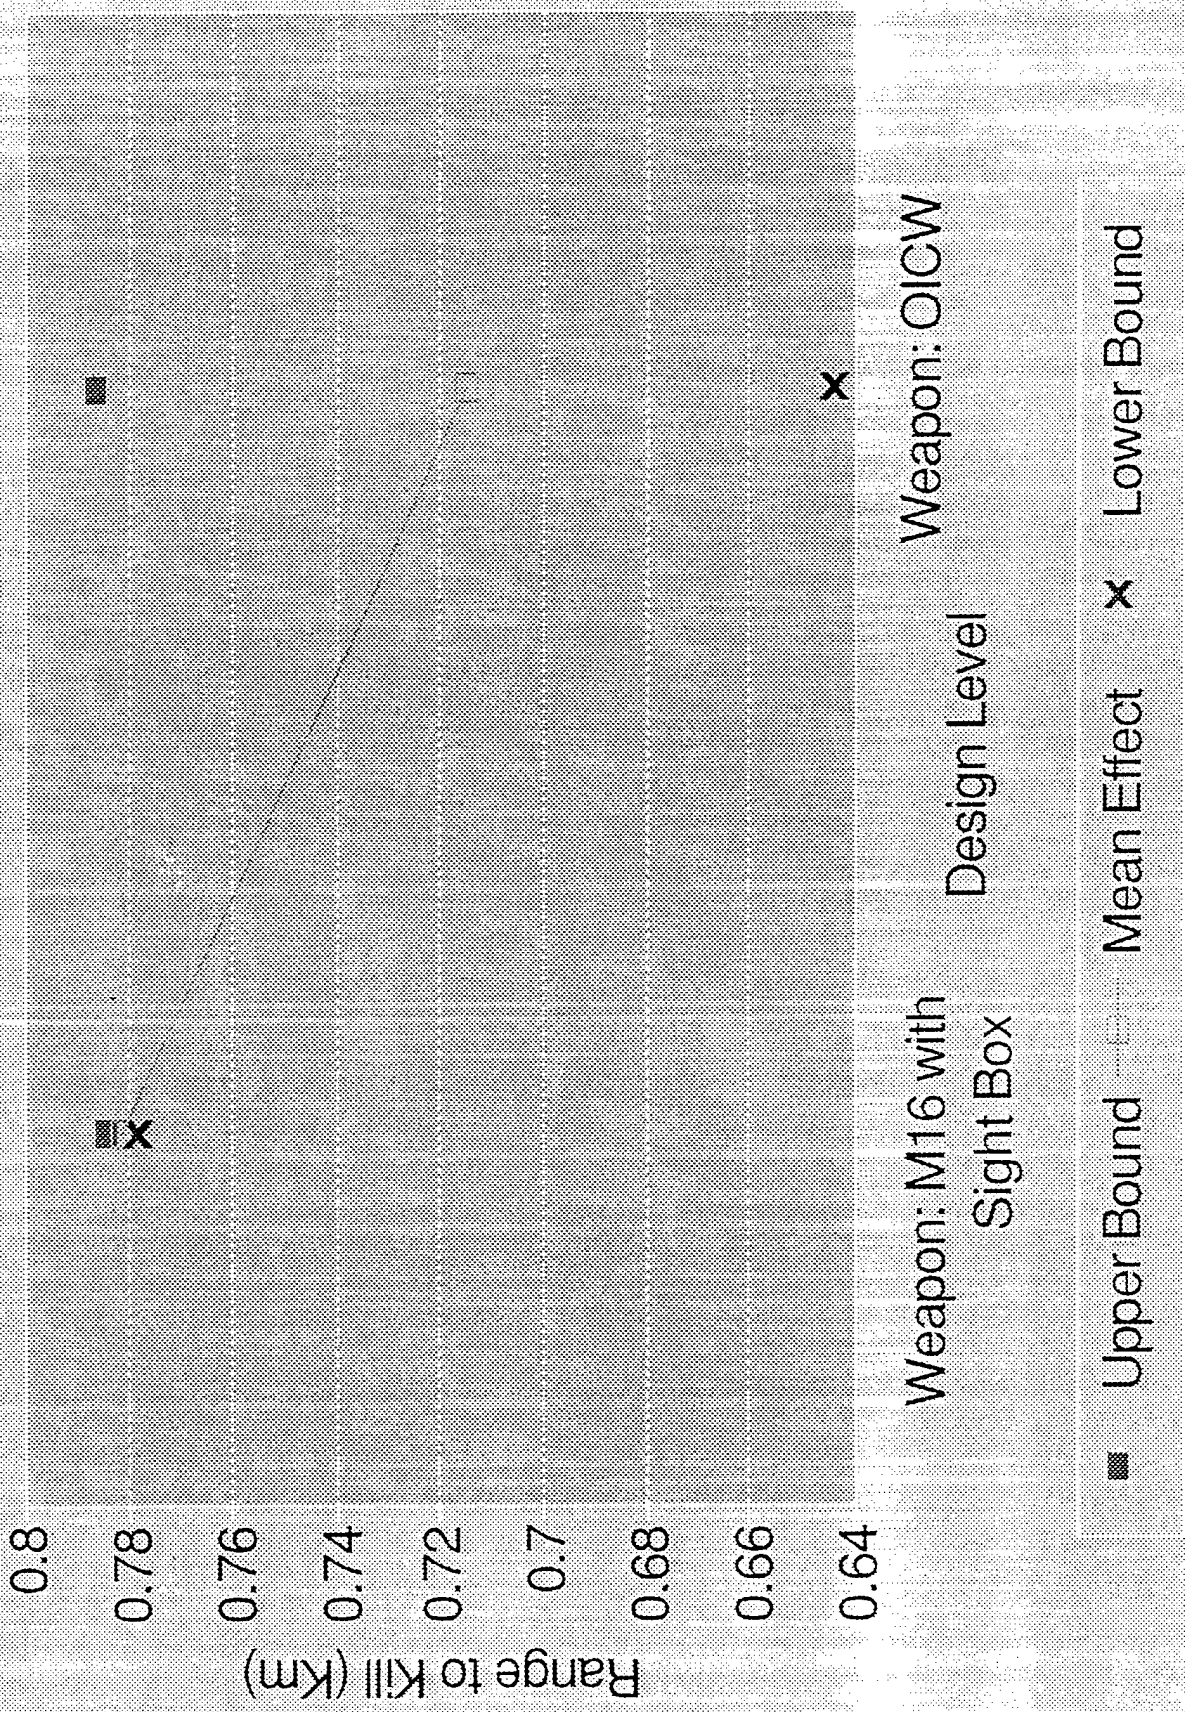 Range to Kill (Km)
0.8
0.78
0.76
0.74
0.72
0.7
0.68
0.66
0.64
Weapon: M16 with
Sight Box
Weapon: OICW
Design Level
Upper Bound
Mean Effect
Lower Bound